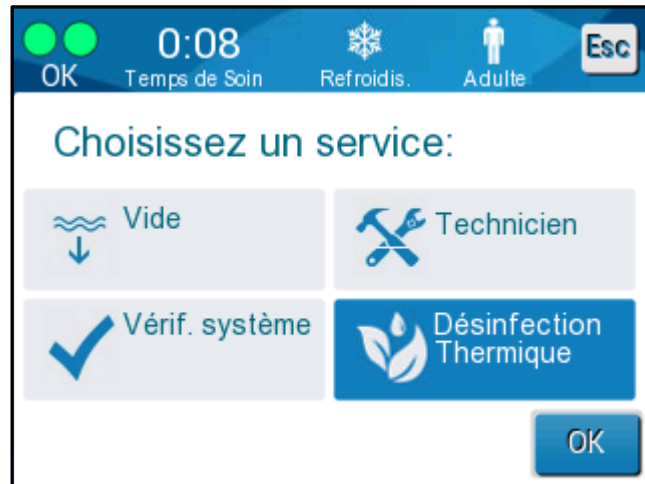 OK
0:08
Temps de Soin
Refroidis.
Adulte
Esc
Choisissez un service:
Vide
Technicien
Vérif. système
Désinfection
Thermique
OK